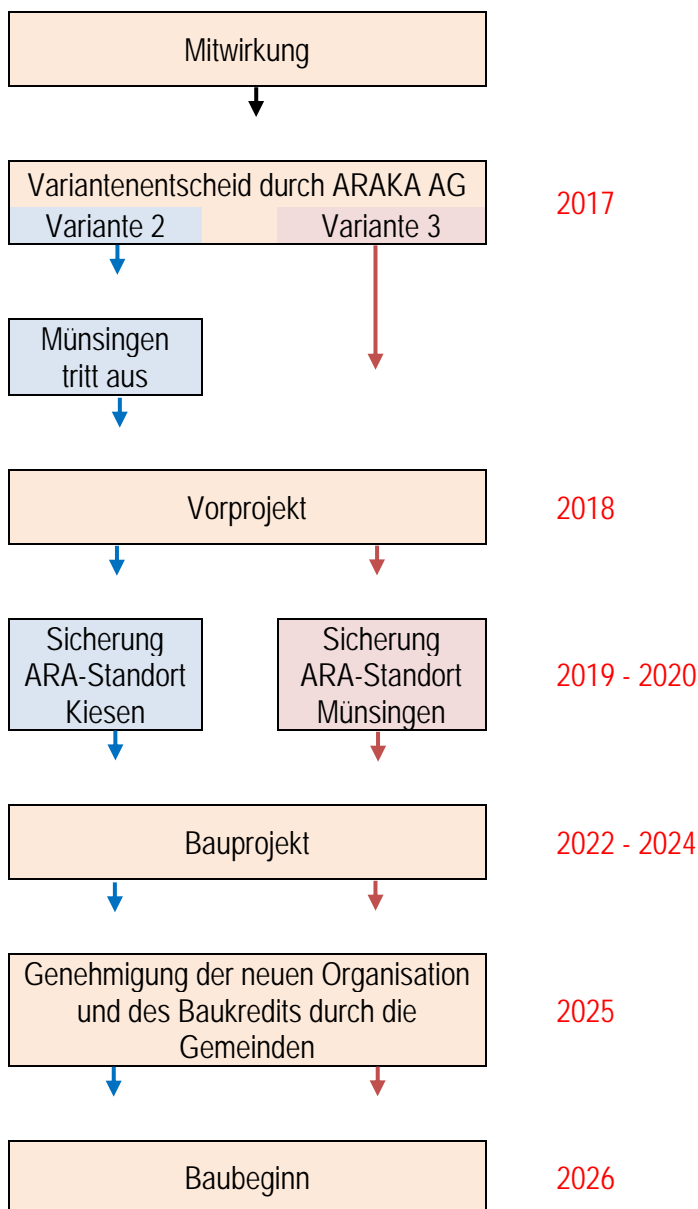 Mitwirkung
Variantenentscheid durch ARAKA AG
2017
Variante 2
Variante 3
Münsingen
tritt aus
Vorprojekt
2018
Sicherung
ARA-Standort
Kiesen
Sicherung
ARA-Standort
Münsingen
2019 - 2020
Bauprojekt
2022 - 2024
Genehmigung der neuen Organisation
und des Baukredits durch die
Gemeinden
2025
Baubeginn
2026